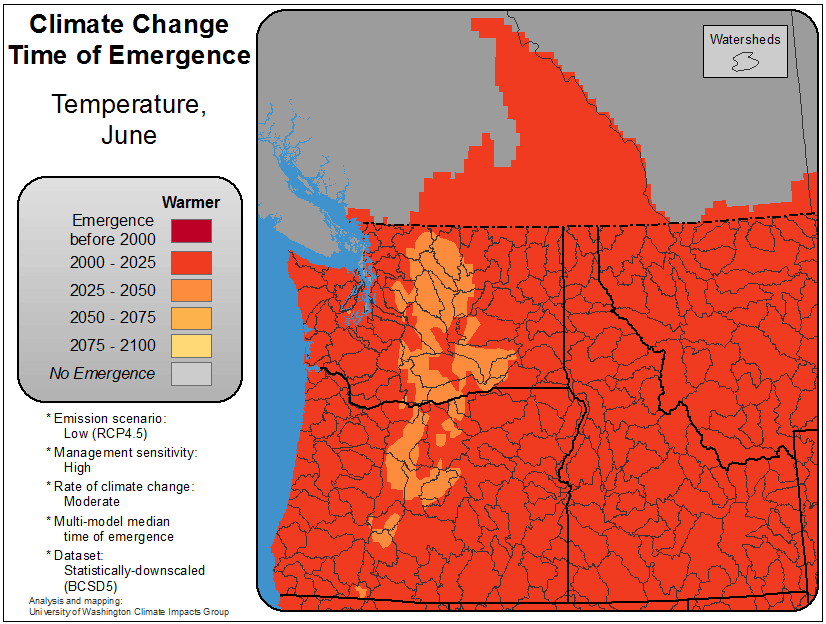 Climate Change
Time of Emergence
Temperature,
June
Warmer
Emergence
before 2000
2000 - 2025
2025 - 2050
2050 - 2075
2075 - 2100
No Emergence
* Emission scenario:
Low (RCP4.5)
* Management sensitivity:
High
* Rate of climate change:
Moderate
* Multi-model median
time of emergence
* Dataset:
Statistically-downscaled
(BCSD5)
Analysis and mapping:
University of Washington Climate Impacts Group
Watersheds